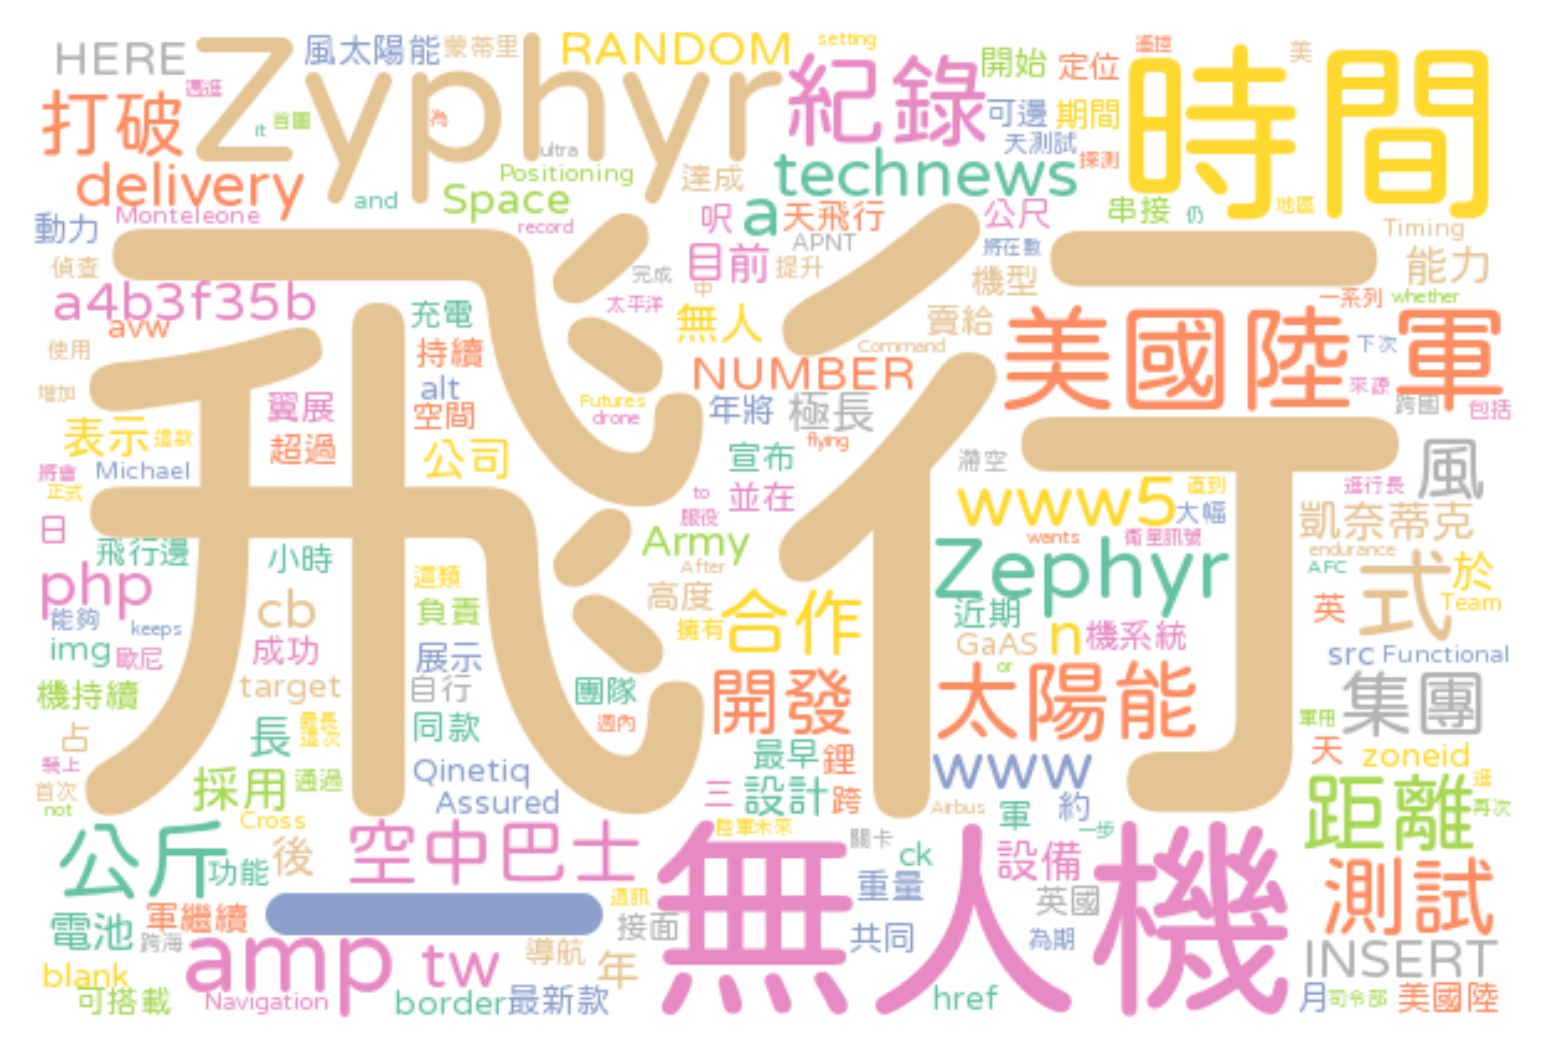 HERE
Zyphyr
風太陽能
蒙蒂里
RANDOM
setting
紀錄
開始
定位
遙控
時間
美
打破
it
首圖
為
ultra
可邊
期間
天測試
探測
delivery
and
Space
Positioning
達成
technews
動力
Monteleone
record
呎
a
天飛行
公尺
串接
仍
地區
偵查
目前
APNT
提升
將在數
機型
Timing
能力
飛行
完成
中
太平洋
a4b3f35b
avw
充電
無人
賣給
美國陸
軍
一系列
whether
使用
持續
Command
下次
增加
alt
NUMBER
來源
翼展
空間
Futures
drone
年將
極長
跨國
包括
表示
這款
超過
公司
flying
宣布
滯空
風
將會
Michael
正式
to
並在
www5
直到
逛行長
日
服役
大幅
凱奈蒂克
飛行邊
小時
Army
wants
衛星訊號
endurance
php
這類
After
Zephyr
AFC
式
於
能夠
keeps
cb
負責
高度
合作
近期
英
Team
img
歐尼
成功
擁有
GaAS
n
機系統
展示
or
src
Functional
機持續
target
自行
團隊
開發
太陽能
集團
占
長
最長
這次
同款
週內
軍用
裝上
最早
鋰
天
zoneid
首次
採用
通過
Qinetiq
www
逛
not
Assured
三
設計
跨
Airbus
約
距離
再次
Cross
陸軍未來
軍
一步
公斤
功能
後
空中巴士
關卡
ck
設備
無人機
重量
測試
一
通訊
英國
電池
軍繼續
跨海
接面
共同
為期
INSERT
amp
tw
導航
年
blank
可搭載
Navigation
border
最新款
href
月
司令部
美國陸